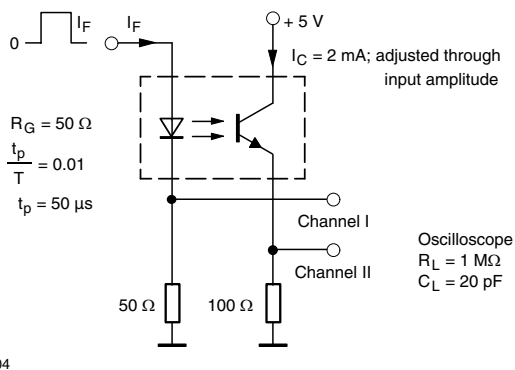 0
I_F
I_F
+ 5 V
I_C = 2 mA; adjusted through
input amplitude
R_G = 50 Ω
t_p
T
= 0.01
t_p = 50 µs
Channel I
Channel II
Oscilloscope
R_L = 1 MΩ
C_L = 20 pF
50 Ω
100 Ω
04